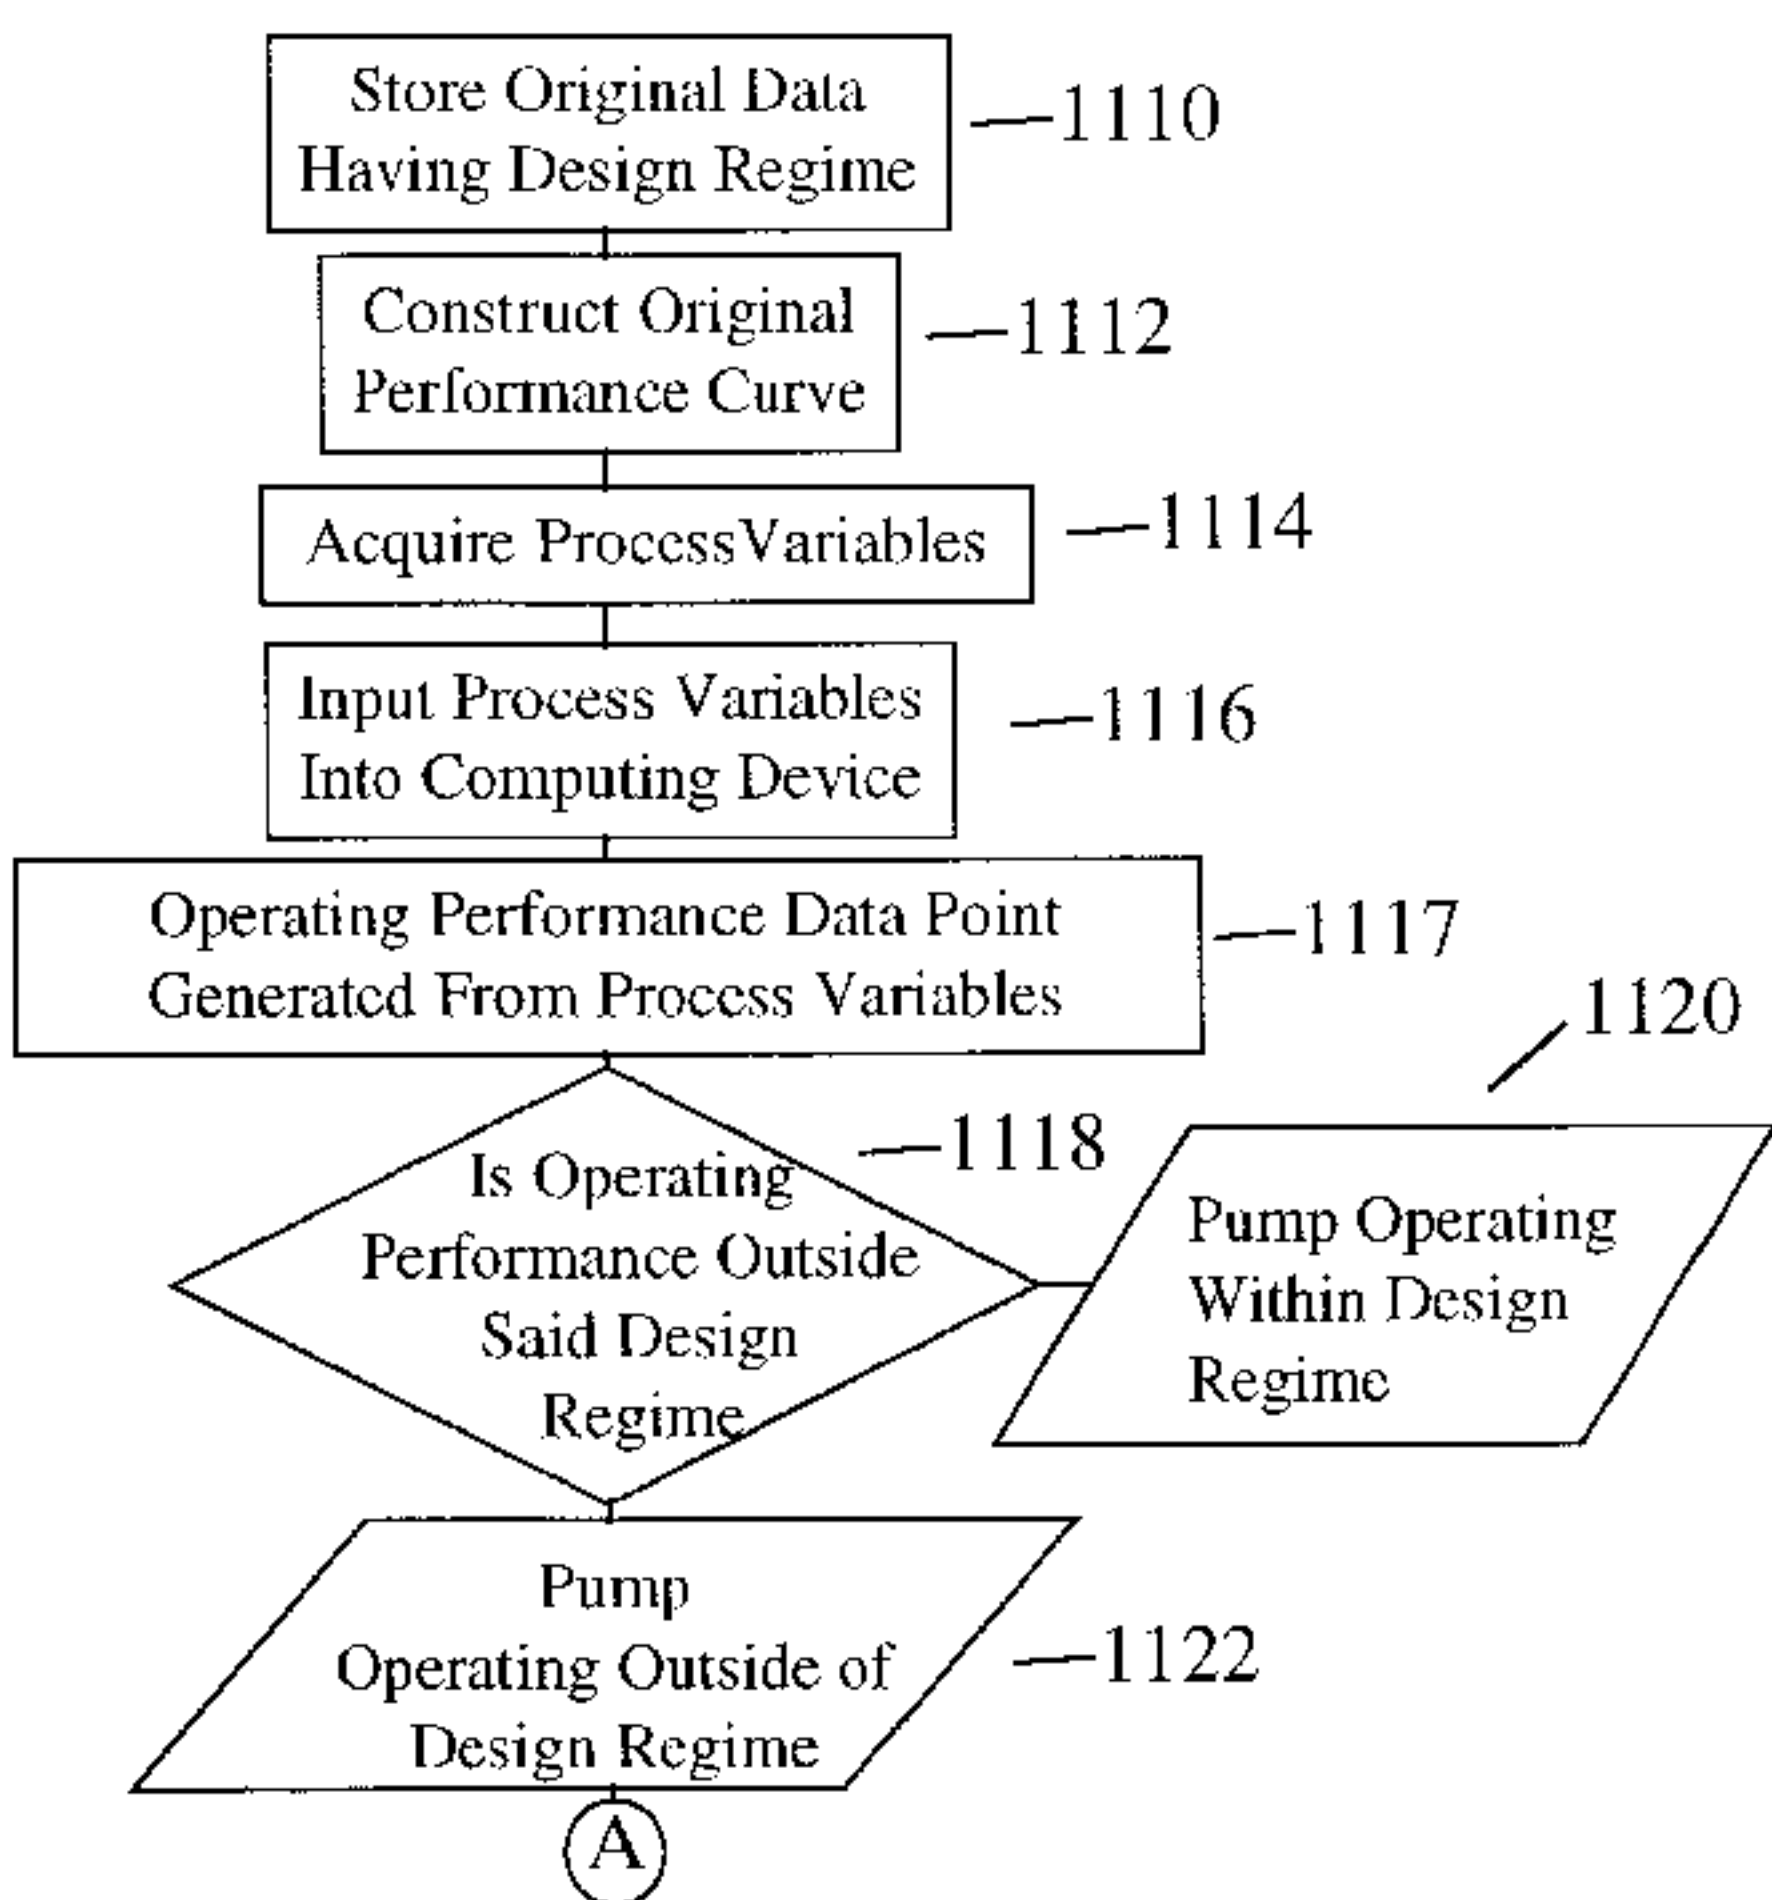 Store Original Data
Having Design Regime
1110
Construct Original
Performance Curve
1112
Acquire ProcessVariables
1114
Input Process Variables
Into Computing Device
1116
Operating Performance Data Point
Generated From Process Variables
1117
Is Operating
Performance Outside
Said Design
Regime
1118
Pump Operating
Within Design
Regime
1120
Pump
Operating Outside of
Design Regime
1122
A